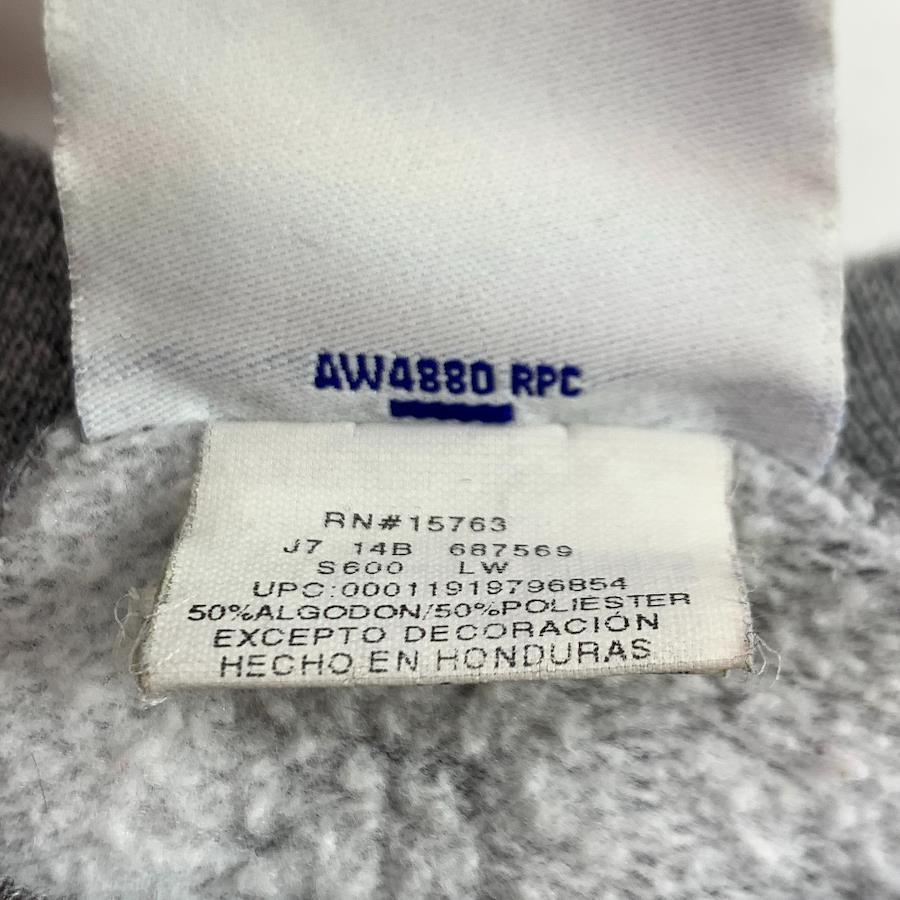 AW4880 RPC
RN#15763
J7 14B 687569
S600 LW
UPC:00011919796854
50%ALGODON/50%POLIESTER
EXCEPTO DECORACIÓN
HECHO EN HONDURAS